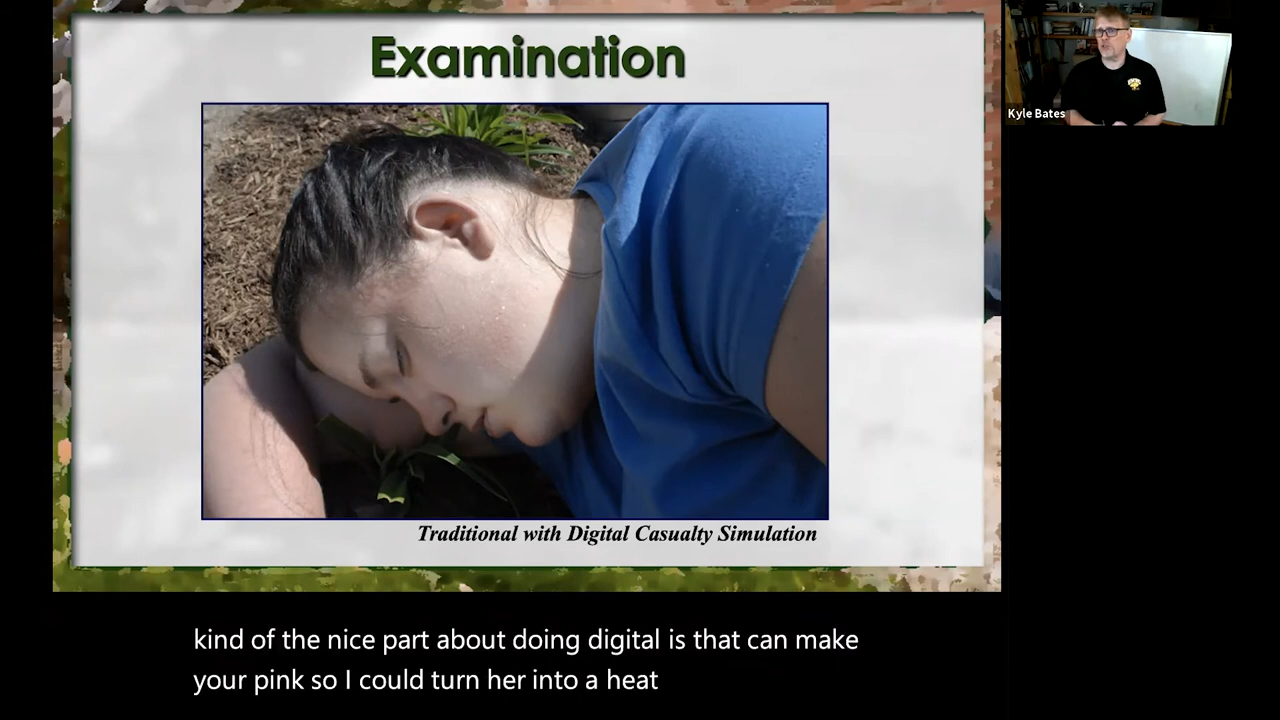 Examination
Kyle Bates
Traditional with Digital Casualty Simulation
kind of the nice part about doing digital is that can make
your pink so I could turn her into a heat